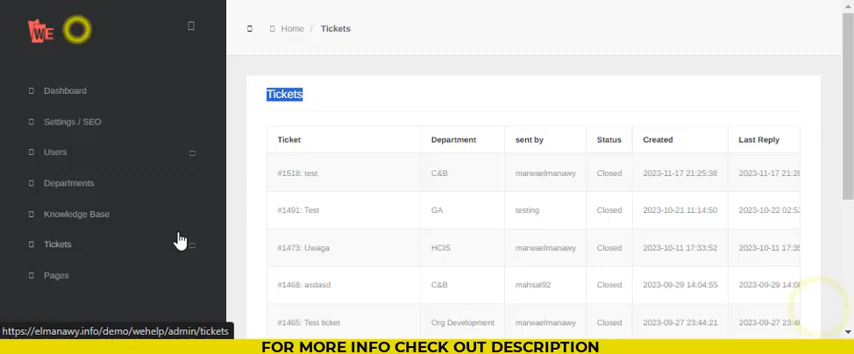 WE
Home / Tickets
Dashboard
Settings / SEO
Users
Departments
Knowledge Base
Tickets
Pages
Tickets
Ticket Department sent by Status Created Last Reply
#1518: test C&B marwaelmanawy Closed 2023-11-17 21:25:38 2023-11-17 21:28
#1491: Test GA testing Closed 2023-10-21 11:14:50 2023-10-22 02:5
#1473: Uwaga HCIS marwaelmanawy Closed 2023-10-11 17:33:52 2023-10-11 17:35
#1468: asdasd C&B mahsat92 Closed 2023-09-29 14:04:55 2023-09-29 14:0
#1465: Test ticket Org Development marwaelmanawy Closed 2023-09-27 23:44:21 2023-09-27 23:4
https://elmanawy.info/demo/wehelp/admin/tickets
FOR MORE INFO CHECK OUT DESCRIPTION